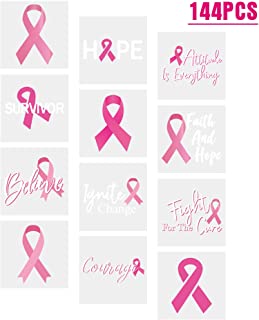 144PCS
HOPE
Attitude
Is Everything
SURVIVOR
Faith
And
Hope
Believe
Ignite
Change
Fight
For The Cure
Courage